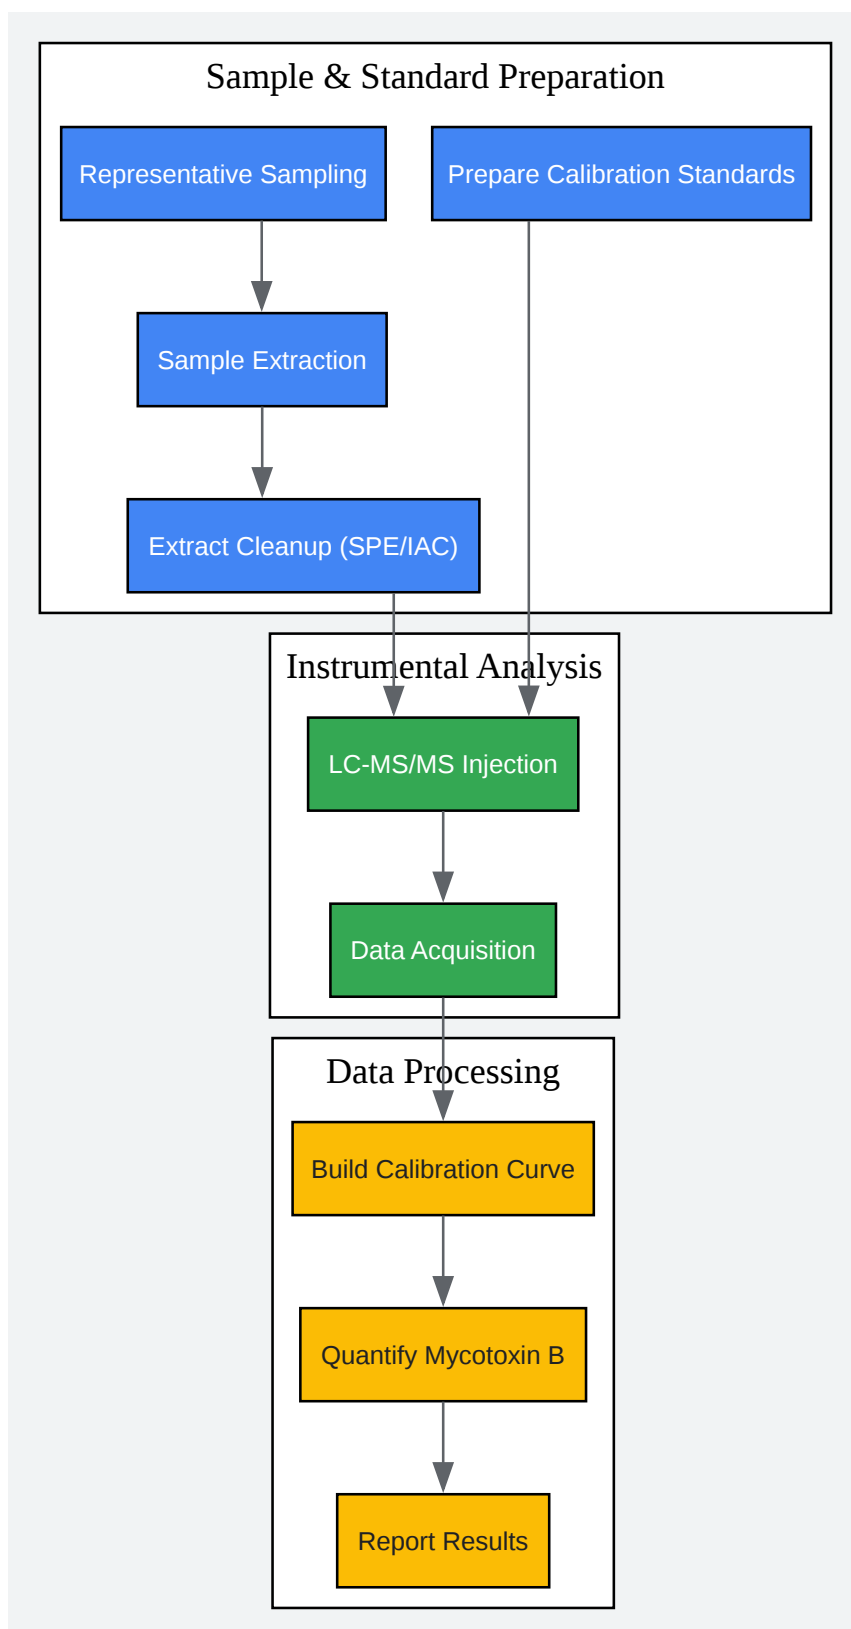 Sample & Standard Preparation
Representative Sampling
Prepare Calibration Standards
Sample Extraction
Extract Cleanup (SPE/IAC)
Instrumental Analysis
LC-MS/MS Injection
Data Acquisition
Data Processing
Build Calibration Curve
Quantify Mycotoxin B
Report Results